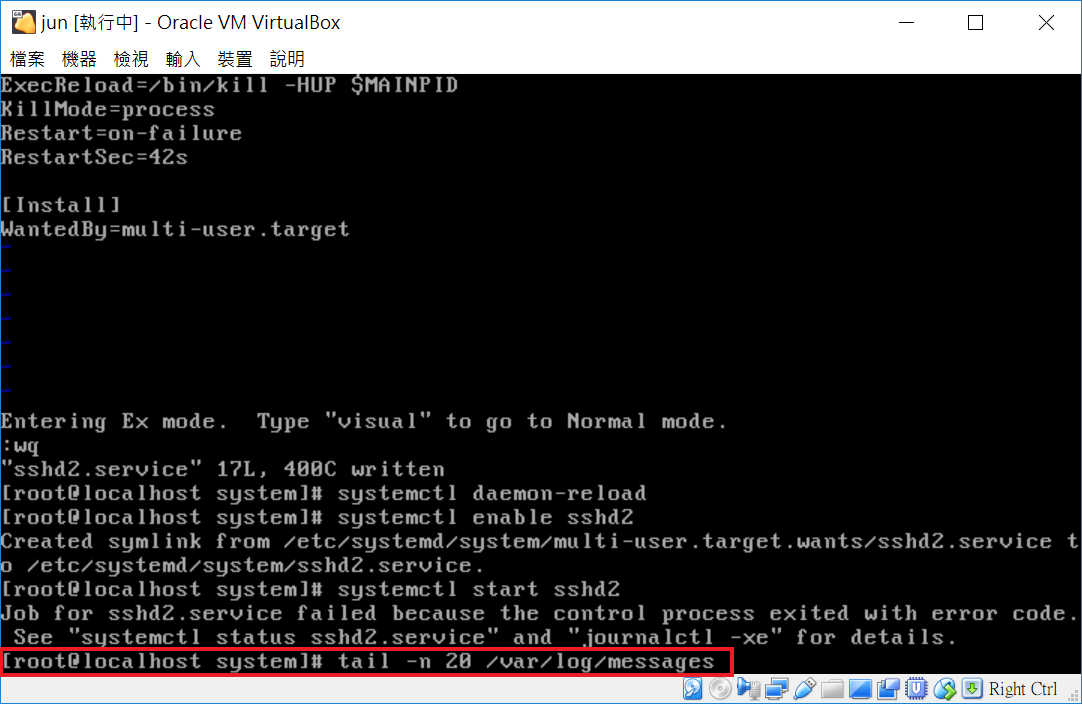 jun [執行中] - Oracle VM VirtualBox
檔案 機器 檢視 輸入 裝置 說明
ExecReload=/bin/kill -HUP $MAINPID
KillMode=process
Restart=on-failure
RestartSec=42s
[Install]
WantedBy=multi-user.target
~
~
~
~
~
~
~
Entering Ex mode.  Type "visual" to go to Normal mode.
:wq
"sshd2.service" 17L, 400C written
[root@localhost system]# systemctl daemon-reload
[root@localhost system]# systemctl enable sshd2
Created symlink from /etc/systemd/system/multi-user.target.wants/sshd2.service t
o /etc/systemd/system/sshd2.service.
[root@localhost system]# systemctl start sshd2
Job for sshd2.service failed because the control process exited with error code.
 See "systemctl status sshd2.service" and "journalctl -xe" for details.
[root@localhost system]# tail -n 20 /var/log/messages
Right Ctrl